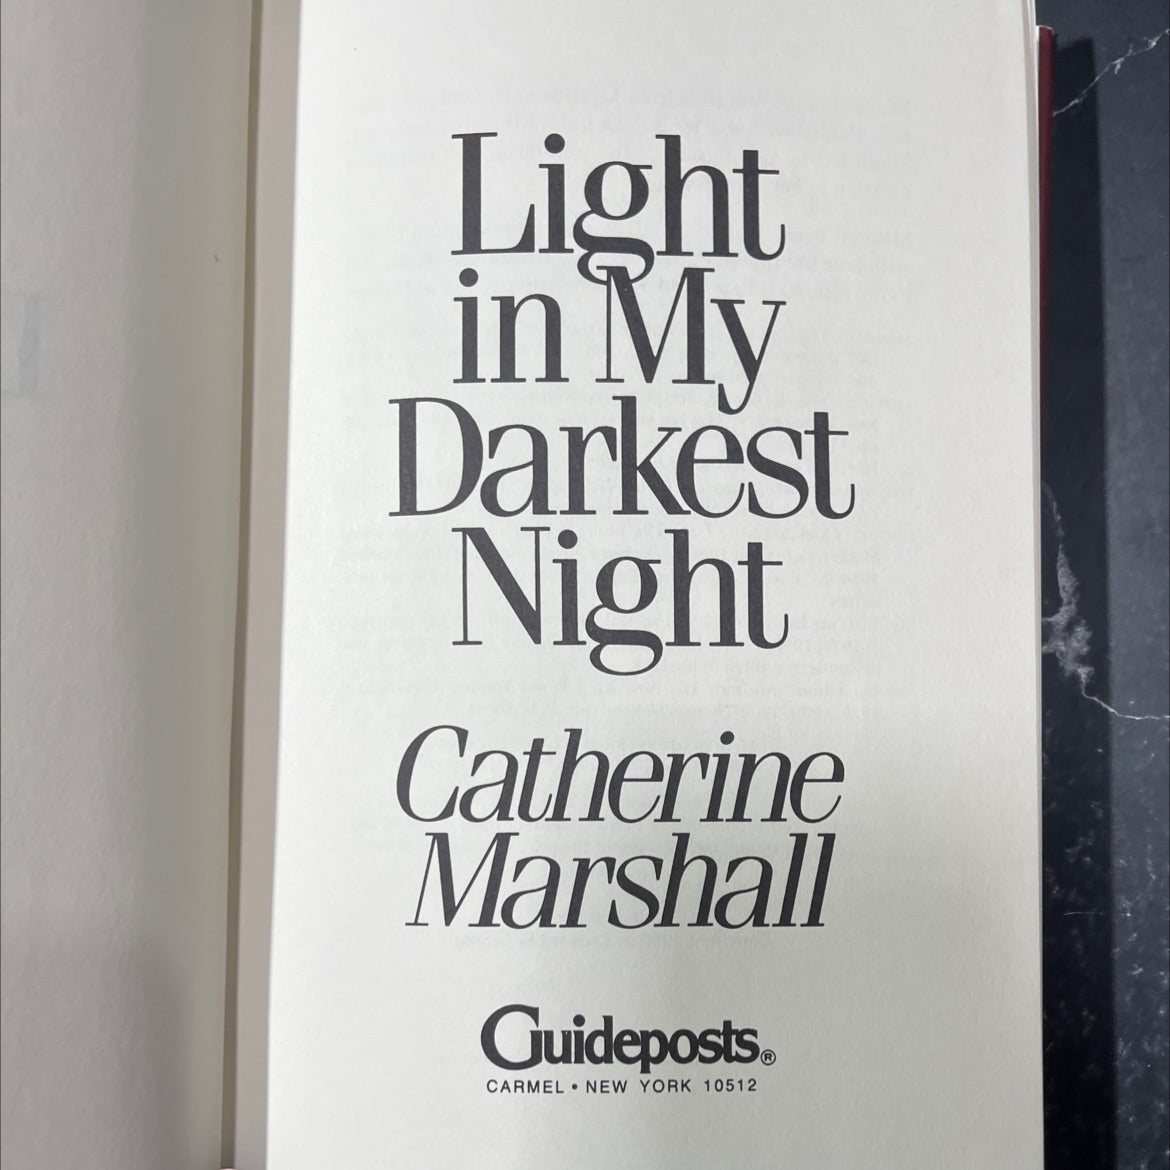 Light
in My
Darkest
Night
Catherine
Marshall
Guideposts®
CARMEL • NEW YORK 10512